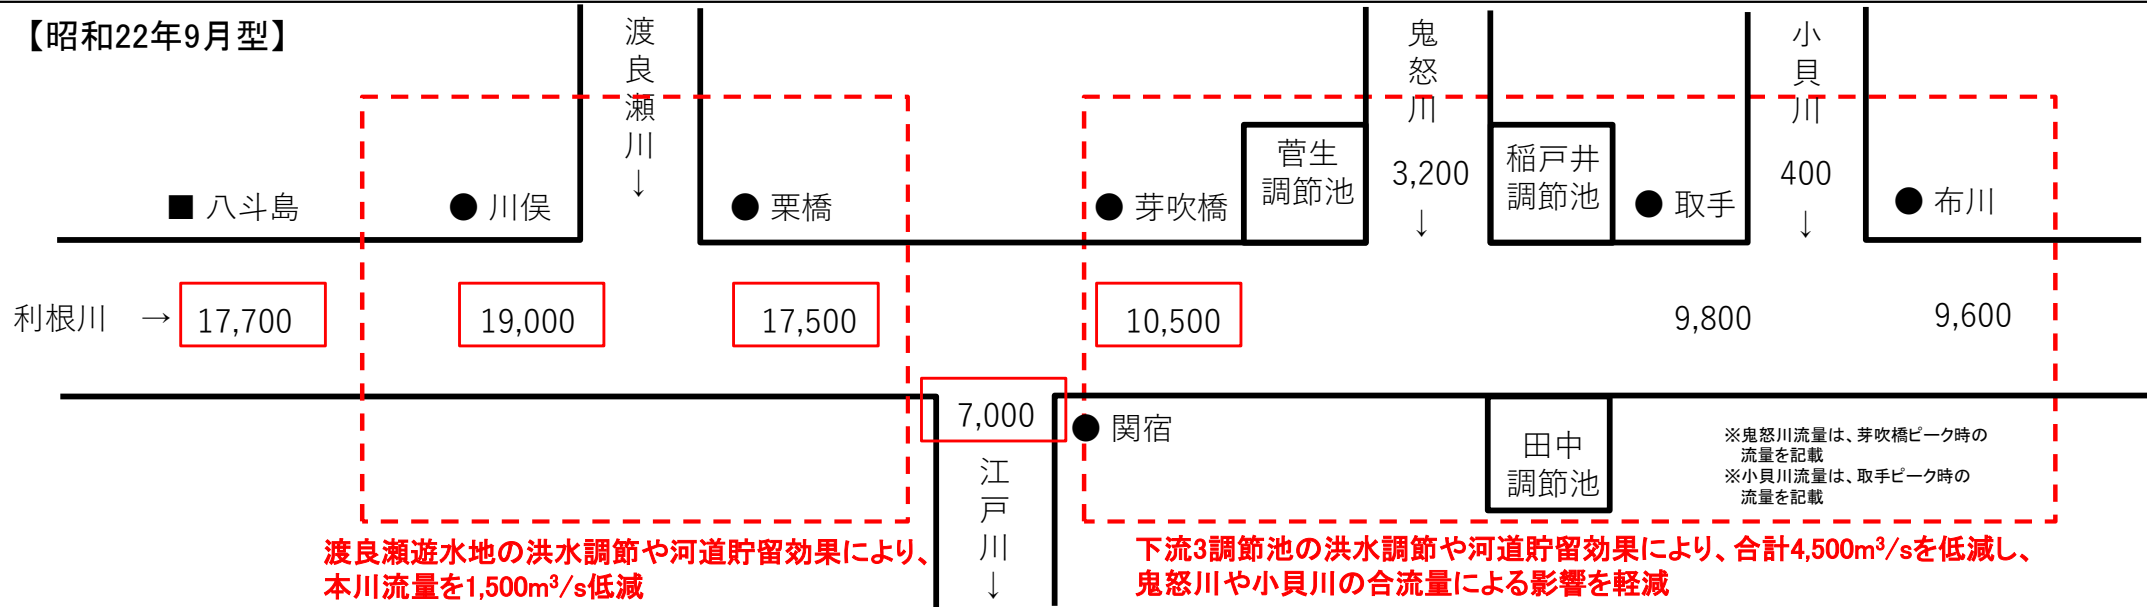 【昭和22年9月型】
渡良瀬川
↓
鬼怒川
3,200
↓
小貝川
400
↓
■ 八斗島
● 川俣
● 栗橋
● 芽吹橋
菅生
調節池
稲戸井
調節池
● 取手
● 布川
利根川 → 17,700
19,000
17,500
10,500
9,800
9,600
7,000
● 関宿
江戸川
↓
田中
調節池
※鬼怒川流量は、芽吹橋ピーク時の
流量を記載
※小貝川流量は、取手ピーク時の
流量を記載
渡良瀬遊水地の洪水調節や河道貯留効果により、
本川流量を1,500m³/s低減
下流3調節池の洪水調節や河道貯留効果により、合計4,500m³/sを低減し、
鬼怒川や小貝川の合流量による影響を軽減